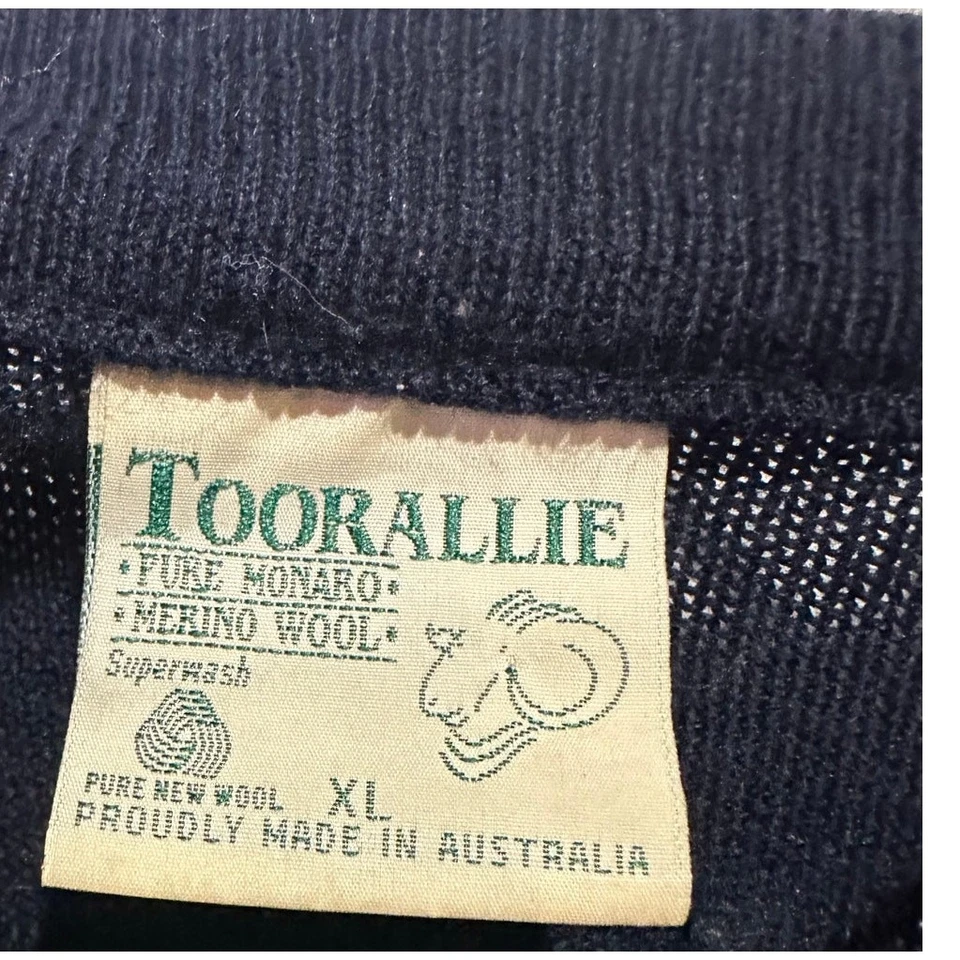 TOORALLIE
• PURE MONARO •
• MERINO WOOL •
Superwash
PURE NEW WOOL XL
PROUDLY MADE IN AUSTRALIA